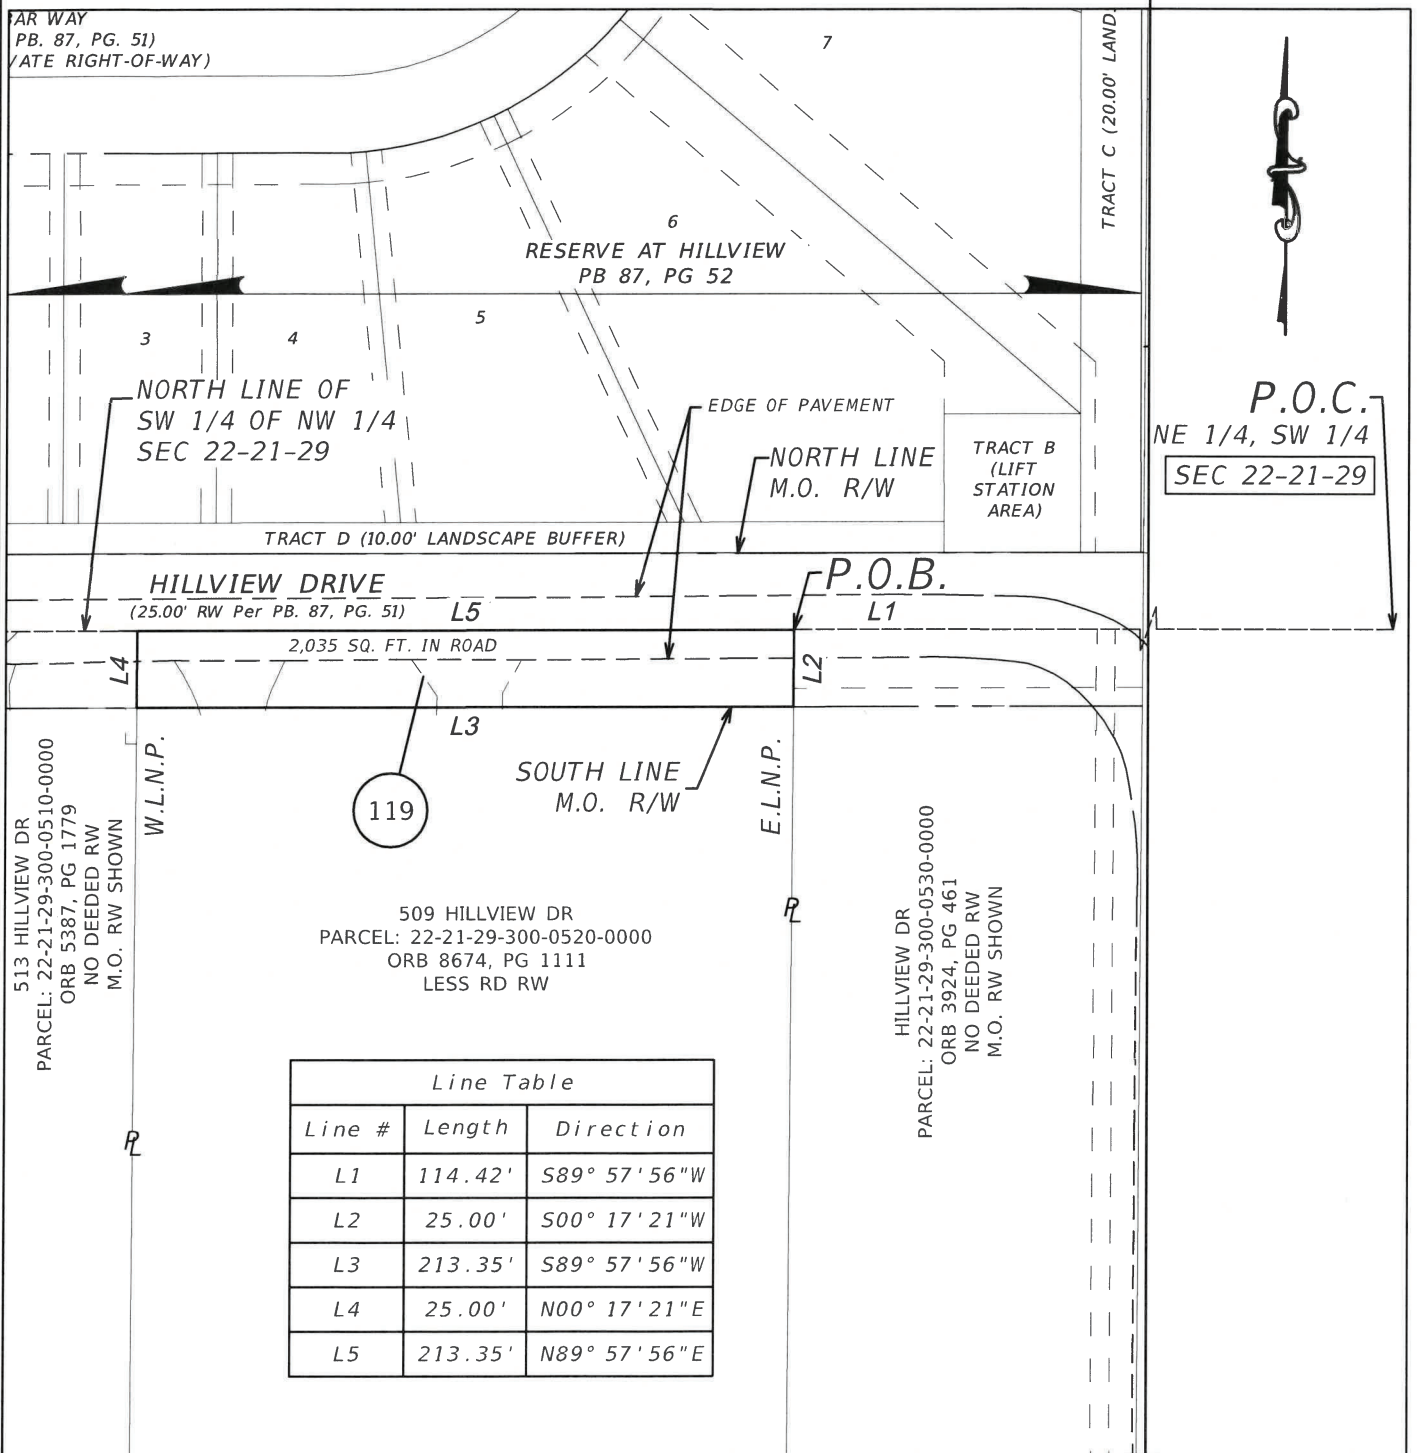 AR WAY
PB. 87, PG. 51)
ATE RIGHT-OF-WAY)
7
TRACT C (20.00' LAND.
6
RESERVE AT HILLVIEW
PB 87, PG 52
5
3
4
NORTH LINE OF
SW 1/4 OF NW 1/4
SEC 22-21-29
EDGE OF PAVEMENT
P.O.C.
NE 1/4, SW 1/4
SEC 22-21-29
NORTH LINE
M.O. R/W
TRACT B
(LIFT
STATION
AREA)
TRACT D (10.00' LANDSCAPE BUFFER)
HILLVIEW DRIVE
(25.00' RW Per PB. 87, PG. 51)
L5
P.O.B.
L1
2,035 SQ. FT. IN ROAD
L4
L2
L3
119
SOUTH LINE
M.O. R/W
W.L.N.P.
E.L.N.P.
513 HILLVIEW DR
PARCEL: 22-21-29-300-0510-0000
ORB 5387, PG 1779
NO DEEDED RW
M.O. RW SHOWN
509 HILLVIEW DR
PARCEL: 22-21-29-300-0520-0000
ORB 8674, PG 1111
LESS RD RW
HILLVIEW DR
PARCEL: 22-21-29-300-0530-0000
ORB 3924, PG 461
NO DEEDED RW
M.O. RW SHOWN
PL
PL
Line Table
Line # Length Direction
L1 114.42' S89° 57'56"W
L2 25.00' S00° 17'21"W
L3 213.35' S89° 57'56"W
L4 25.00' N00° 17'21"E
L5 213.35' N89° 57'56"E